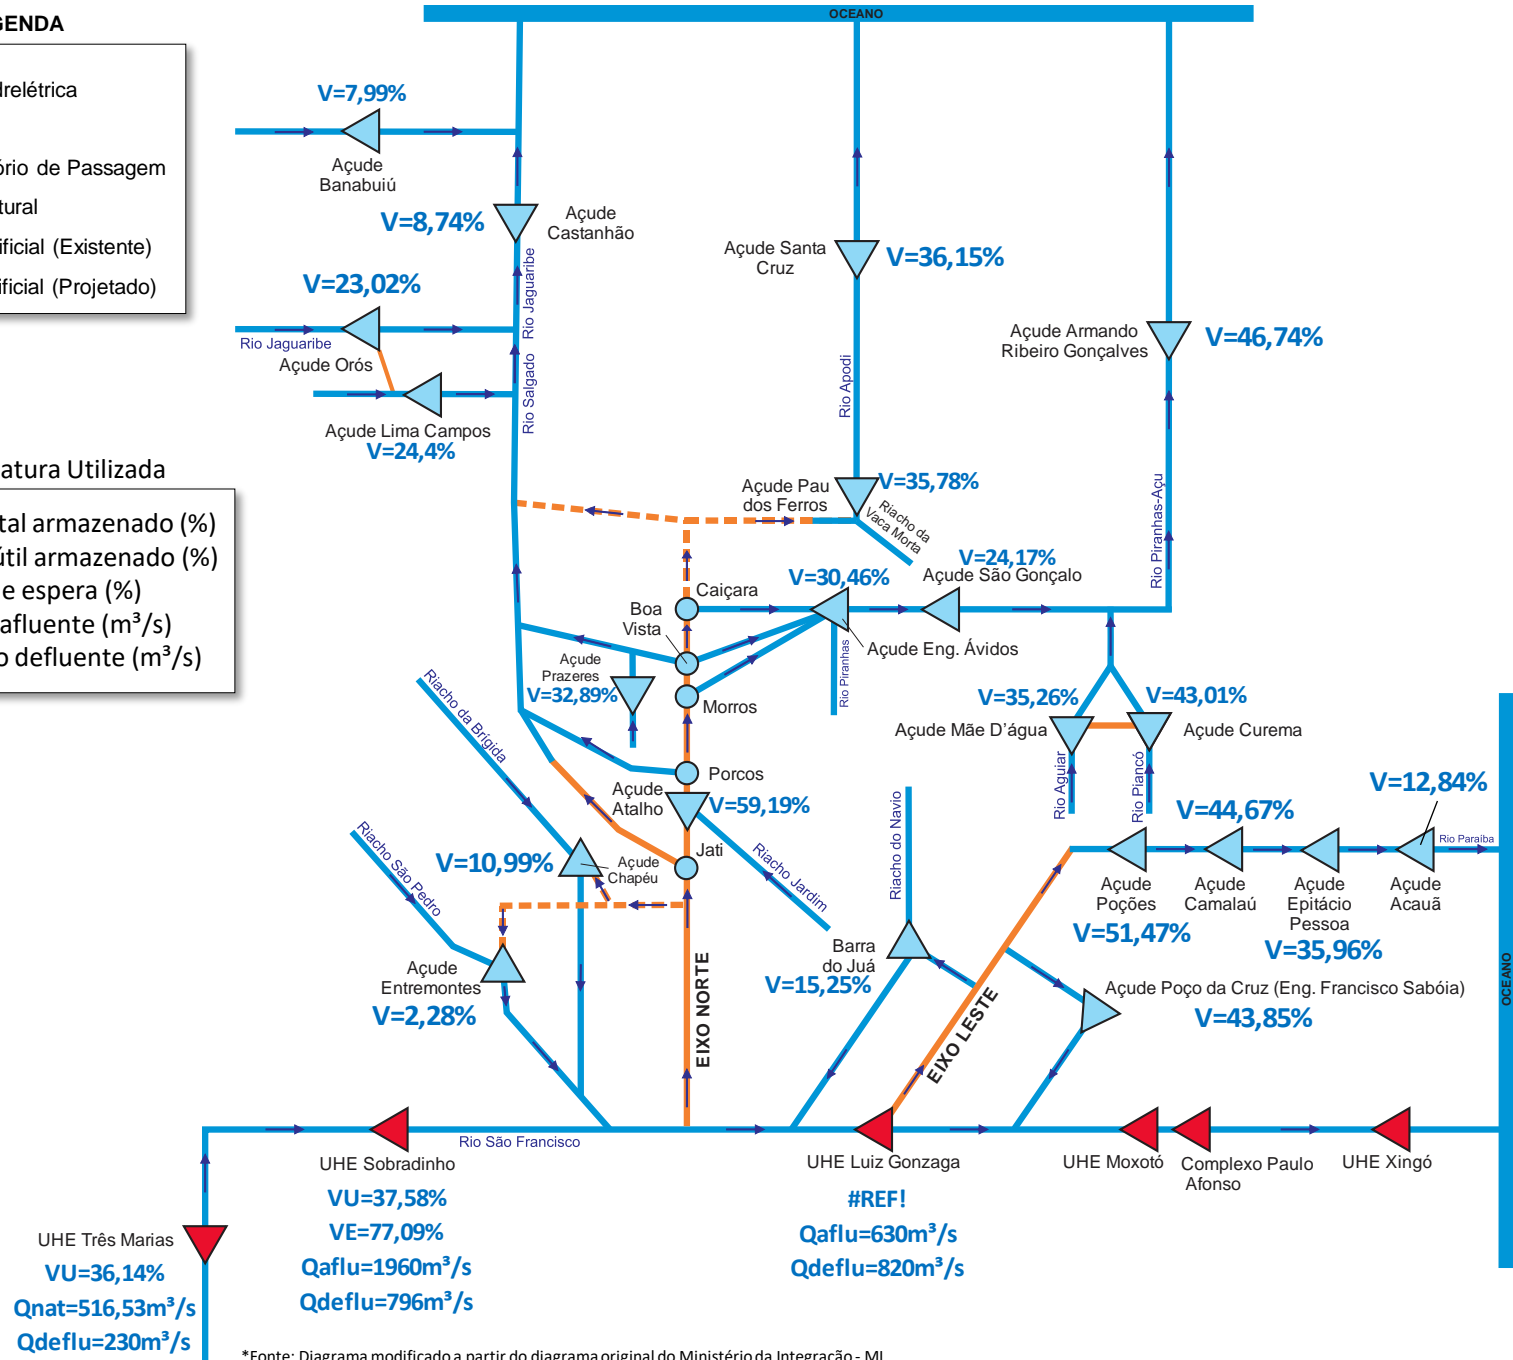 OCEANO
GENDA
drelétrica
ório de Passagem
tural
ificial (Existente)
ificial (Projetado)
V=7,99%
Açude
Banabuiú
V=8,74%
Açude
Castanhão
V=23,02%
Rio Jaguaribe
Açude Orós
Rio Jaguaribe
Rio Salgado
Açude Lima Campos
V=24,4%
Açude Santa
Cruz
V=36,15%
Rio Apodi
Açude Armando
Ribeiro Gonçalves
V=46,74%
Rio Piranhas-Açu
atura Utilizada
tal armazenado (%)
útil armazenado (%)
e espera (%)
afluente (m³/s)
o defluente (m³/s)
Açude Pau
dos Ferros
V=35,78%
Riacho da
Vaca Morta
V=24,17%
Açude São Gonçalo
V=30,46%
Açude Eng. Ávidos
Rio Piranhas
Caiçara
Boa
Vista
Morros
Açude
Prazeres
V=32,89%
Porcos
Açude
Atalho
V=59,19%
Jati
Riacho Jardim
Riacho da Brígida
Riacho São Pedro
V=10,99%
Açude
Chapéu
Açude
Entremontes
V=2,28%
EIXO NORTE
V=35,26%
Açude Mãe D'água
V=43,01%
Açude Curema
Rio Aguiar
Rio Piancó
V=12,84%
V=44,67%
Rio Paraíba
Açude
Poções
V=51,47%
Açude
Camalaú
Açude
Epitácio
Pessoa
V=35,96%
Açude
Acauã
Riacho do Navio
Barra
do Juá
V=15,25%
EIXO LESTE
Açude Poço da Cruz (Eng. Francisco Sabóia)
V=43,85%
OCEANO
Rio São Francisco
UHE Sobradinho
VU=37,58%
VE=77,09%
Qaflu=1960m³/s
Qdeflu=796m³/s
UHE Luiz Gonzaga
#REF!
Qaflu=630m³/s
Qdeflu=820m³/s
UHE Moxotó
Complexo Paulo
Afonso
UHE Xingó
UHE Três Marias
VU=36,14%
Qnat=516,53m³/s
Qdeflu=230m³/s
*Fonte: Diagrama modificado a partir do diagrama original do Ministério da Integração - MI